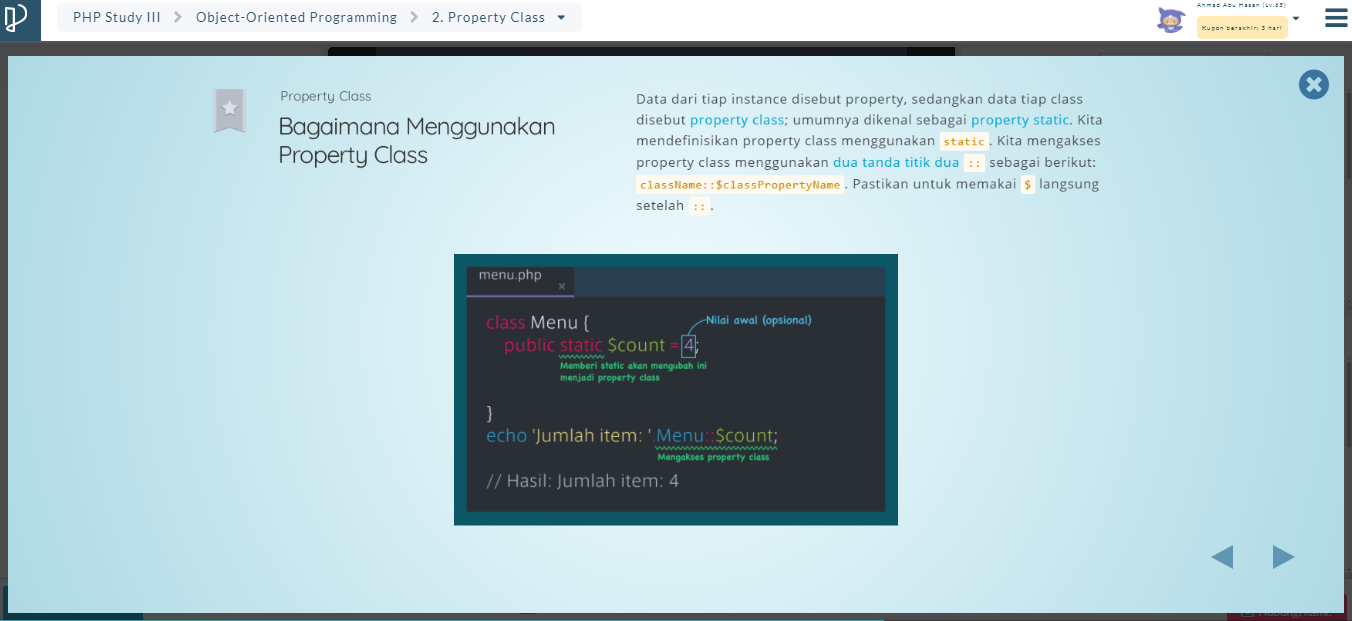 PHP Study III Object-Oriented Programming 2. Property Class
Ahmad Abu Hasan (Lv.65)
Kupon berakhir: 3 hari
Property Class
Bagaimana Menggunakan
Property Class
Data dari tiap instance disebut property, sedangkan data tiap class
disebut property class; umumnya dikenal sebagai property static. Kita
mendefinisikan property class menggunakan static. Kita mengakses
property class menggunakan dua tanda titik dua :: sebagai berikut:
className::$classPropertyName. Pastikan untuk memakai $ langsung
setelah ::.
menu.php
×
class Menu {
Nilai awal (opsional)
public static $count = 4;
Memberi static akan mengubah ini
menjadi property class
}
echo 'Jumlah item: '.Menu::$count;
Mengakses property class
// Hasil: Jumlah item: 4